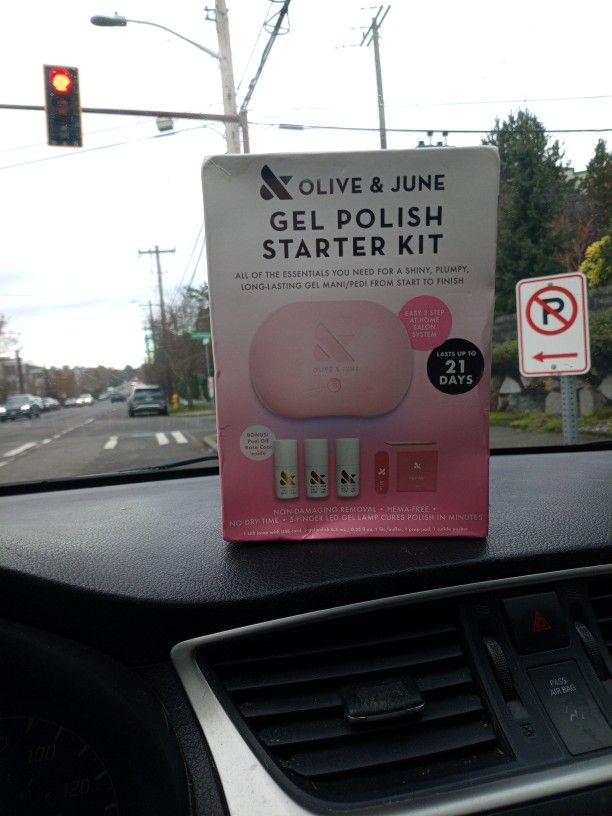 & OLIVE & JUNE
GEL POLISH
STARTER KIT
ALL OF THE ESSENTIALS YOU NEED FOR A SHINY, PLUMPY,
LONG-LASTING GEL MANI/PEDI FROM START TO FINISH
EASY 3 STEP
AT HOME
SALON
SYSTEM
LASTS UP TO
21
DAYS
&
OLIVE & JUNE
BONUS!
Peel Off
Base Coat
Inside
&
&
&
&
NON-DAMAGING REMOVAL • HEMA-FREE •
NO DRY TIME • 5 FINGER LED GEL LAMP CURES POLISH IN MINUTES
P
PASS
AIR BAG
100
120